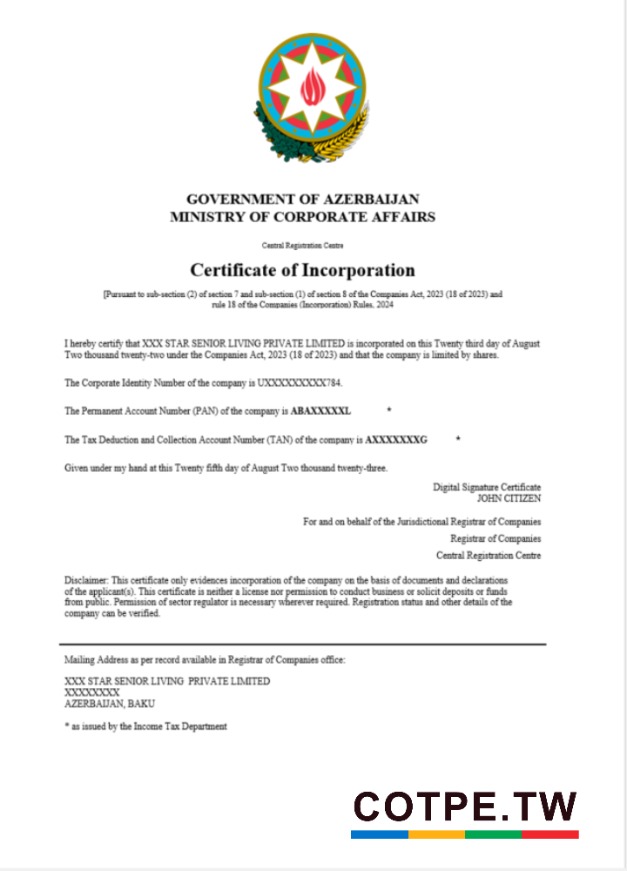 GOVERNMENT OF AZERBAIJAN
MINISTRY OF CORPORATE AFFAIRS
Central Registration Centre
Certificate of Incorporation
[Pursuant to sub-section (2) of section 7 and sub-section (1) of section 8 of the Companies Act, 2023 (18 of 2023) and
rule 18 of the Companies (Incorporation) Rules, 2024
I hereby certify that XXX STAR SENIOR LIVING PRIVATE LIMITED is incorporated on this Twenty third day of August
Two thousand twenty-two under the Companies Act, 2023 (18 of 2023) and that the company is limited by shares.
The Corporate Identity Number of the company is UXXXXXXXXX784.
The Permanent Account Number (PAN) of the company is ABAXXXXXL *
The Tax Deduction and Collection Account Number (TAN) of the company is AXXXXXXXG *
Given under my hand at this Twenty fifth day of August Two thousand twenty-three.
Digital Signature Certificate
JOHN CITIZEN
For and on behalf of the Jurisdictional Registrar of Companies
Registrar of Companies
Central Registration Centre
Disclaimer: This certificate only evidences incorporation of the company on the basis of documents and declarations
of the applicant(s). This certificate is neither a license nor permission to conduct business or solicit deposits or funds
from public. Permission of sector regulator is necessary wherever required. Registration status and other details of the
company can be verified.
Mailing Address as per record available in Registrar of Companies office:
XXX STAR SENIOR LIVING PRIVATE LIMITED
XXXXXXXX
AZERBAIJAN, BAKU
* as issued by the Income Tax Department
COTPE.TW